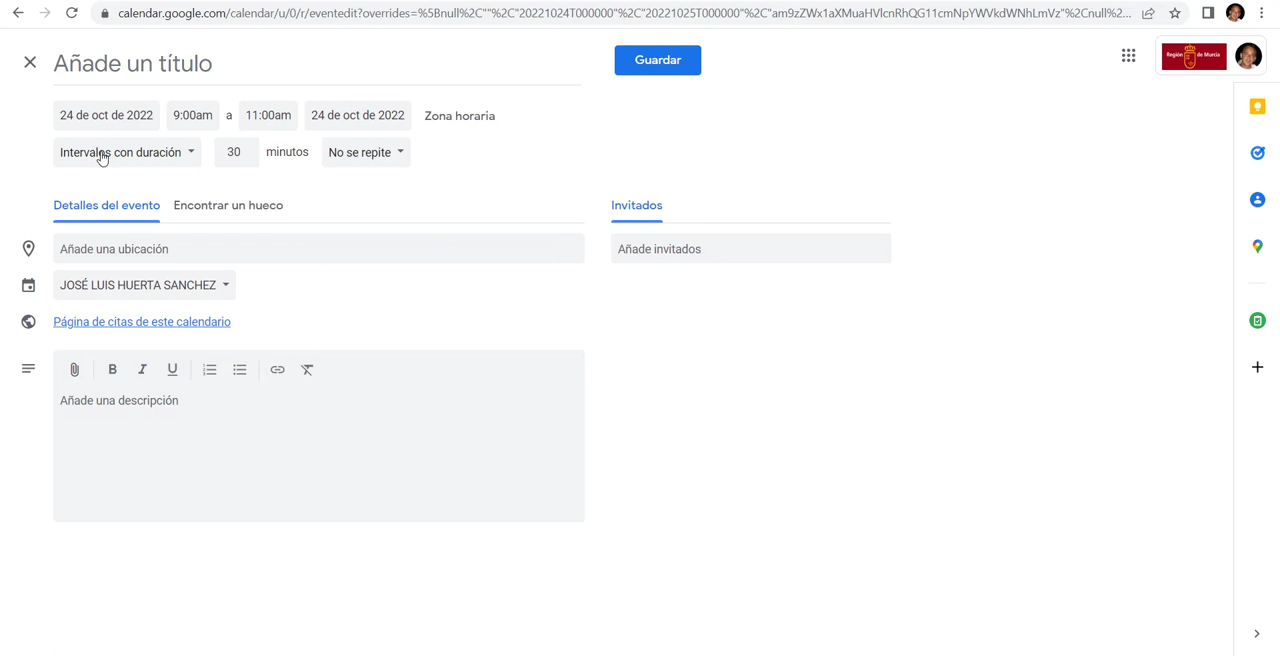 calendar.google.com/calendar/u/0/r/eventedit?overrides=%5Bnull%2C""%2C"20221024T000000"%2C"20221025T000000"%2C"am9zZWx1aXMuaHVlcnRhQG11cmNpYWVkdWNhLmVz"%2Cnull%2...
Añade un título
Guardar
Región de Murcia
24 de oct de 2022 9:00am a 11:00am 24 de oct de 2022 Zona horaria
Intervalos con duración 30 minutos No se repite
Detalles del evento Encontrar un hueco Invitados
Añade una ubicación Añade invitados
JOSÉ LUIS HUERTA SANCHEZ
Página de citas de este calendario
B I U
Añade una descripción